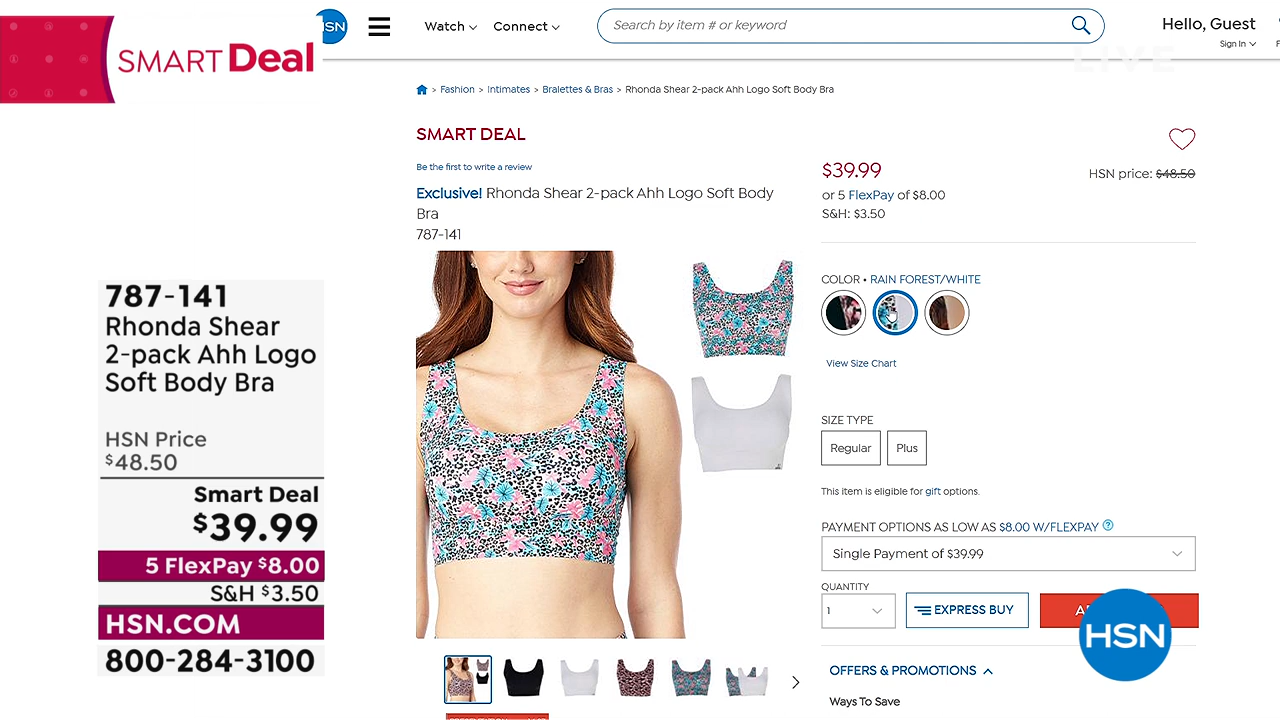 SMART Deal
HSN
Watch
Connect
Search by item # or keyword
Hello, Guest
Sign In
LIVE
> Fashion > Intimates > Bralettes & Bras > Rhonda Shear 2-pack Ahh Logo Soft Body Bra
SMART DEAL
Be the first to write a review
Exclusive! Rhonda Shear 2-pack Ahh Logo Soft Body
Bra
787-141
$39.99
HSN price: $48.50
or 5 FlexPay of $8.00
S&H: $3.50
COLOR • RAIN FOREST/WHITE
View Size Chart
SIZE TYPE
Regular
Plus
This item is eligible for gift options.
PAYMENT OPTIONS AS LOW AS $8.00 W/FLEXPAY ?
Single Payment of $39.99
QUANTITY
1
EXPRESS BUY
HSN
OFFERS & PROMOTIONS
Ways To Save
787-141
Rhonda Shear
2-pack Ahh Logo
Soft Body Bra
HSN Price
$48.50
Smart Deal
$39.99
5 FlexPay $8.00
S&H $3.50
HSN.COM
800-284-3100